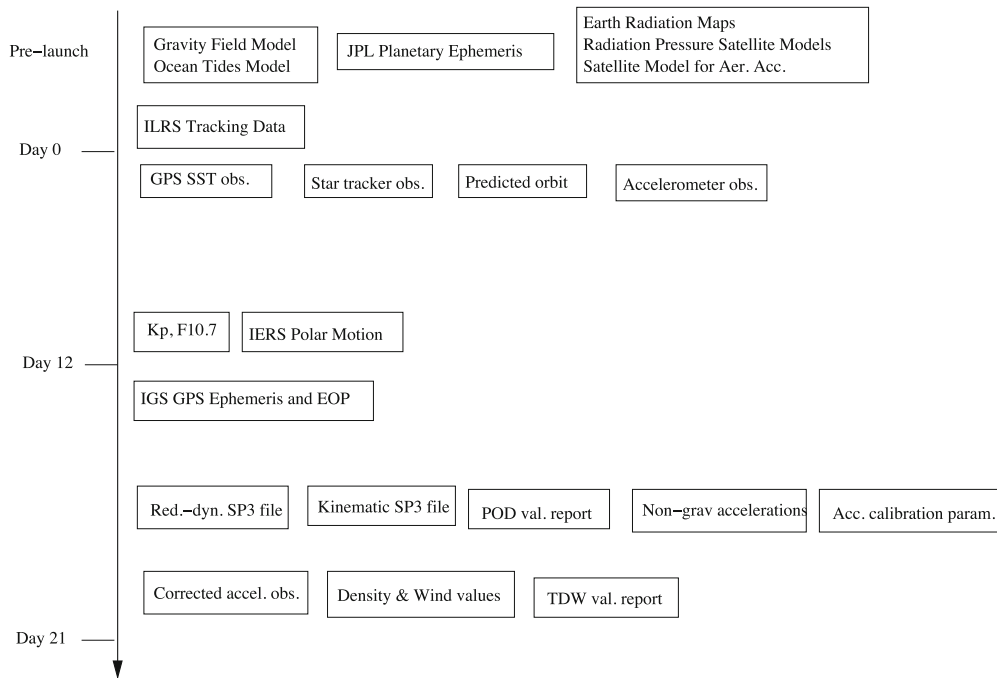 Pre−launch
Gravity Field Model
Ocean Tides Model
JPL Planetary Ephemeris
Earth Radiation Maps
Radiation Pressure Satellite Models
Satellite Model for Aer. Acc.
ILRS Tracking Data
Day 0
GPS SST obs.
Star tracker obs.
Predicted orbit
Accelerometer obs.
Kp, F10.7
IERS Polar Motion
Day 12
IGS GPS Ephemeris and EOP
Red.−dyn. SP3 file
Kinematic SP3 file
POD val. report
Non−grav accelerations
Acc. calibration param.
Corrected accel. obs.
Density & Wind values
TDW val. report
Day 21